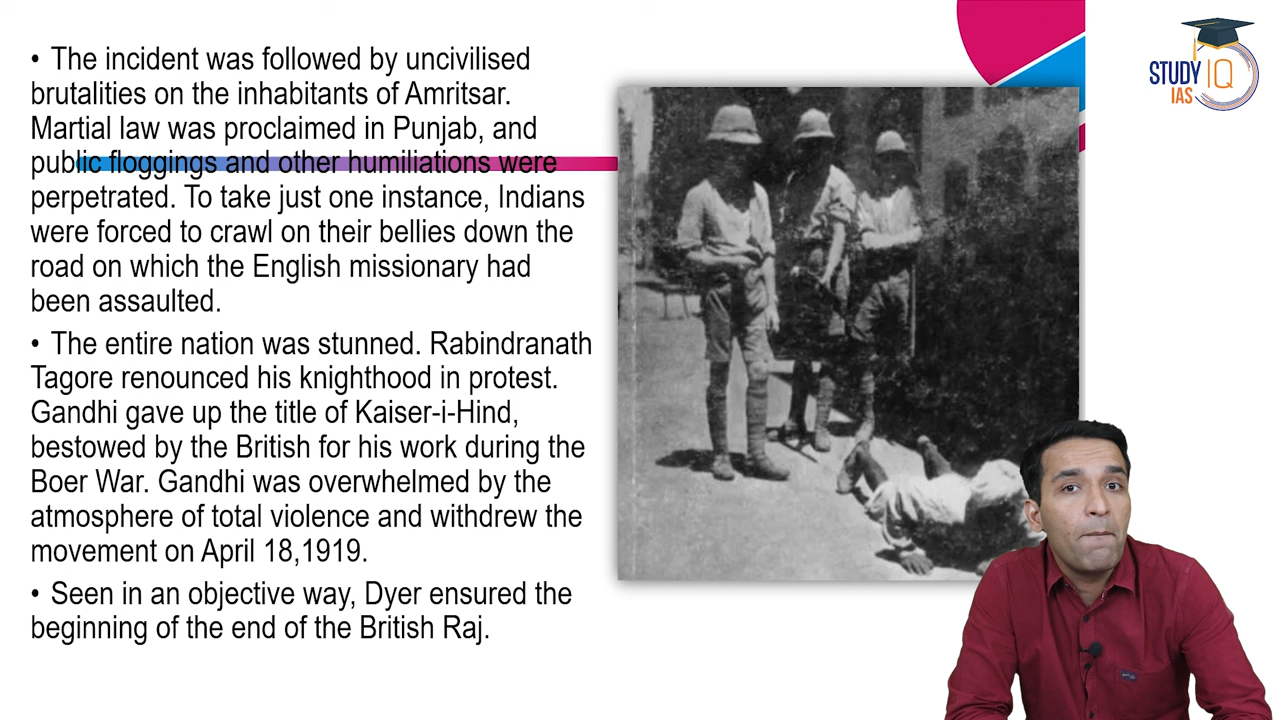 • The incident was followed by uncivilised
brutalities on the inhabitants of Amritsar.
Martial law was proclaimed in Punjab, and
public floggings and other humiliations were
perpetrated. To take just one instance, Indians
were forced to crawl on their bellies down the
road on which the English missionary had
been assaulted.
• The entire nation was stunned. Rabindranath
Tagore renounced his knighthood in protest.
Gandhi gave up the title of Kaiser-i-Hind,
bestowed by the British for his work during the
Boer War. Gandhi was overwhelmed by the
atmosphere of total violence and withdrew the
movement on April 18,1919.
• Seen in an objective way, Dyer ensured the
beginning of the end of the British Raj.
STUDY IQ
IAS